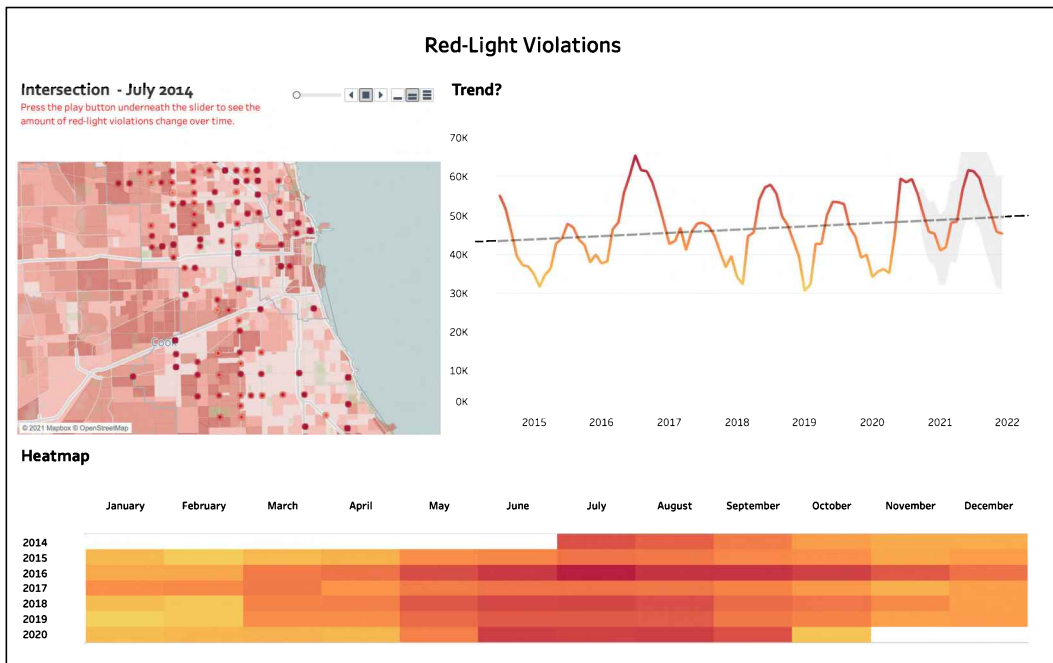 Red-Light Violations
Intersection - July 2014
Press the play button underneath the slider to see the
amount of red-light violations change over time.
Cook
© 2021 Mapbox © OpenStreetMap
Trend?
70K
60K
50K
40K
30K
20K
10K
0K
2015 2016 2017 2018 2019 2020 2021 2022
Heatmap
January February March April May June July August September October November December
2014
2015
2016
2017
2018
2019
2020